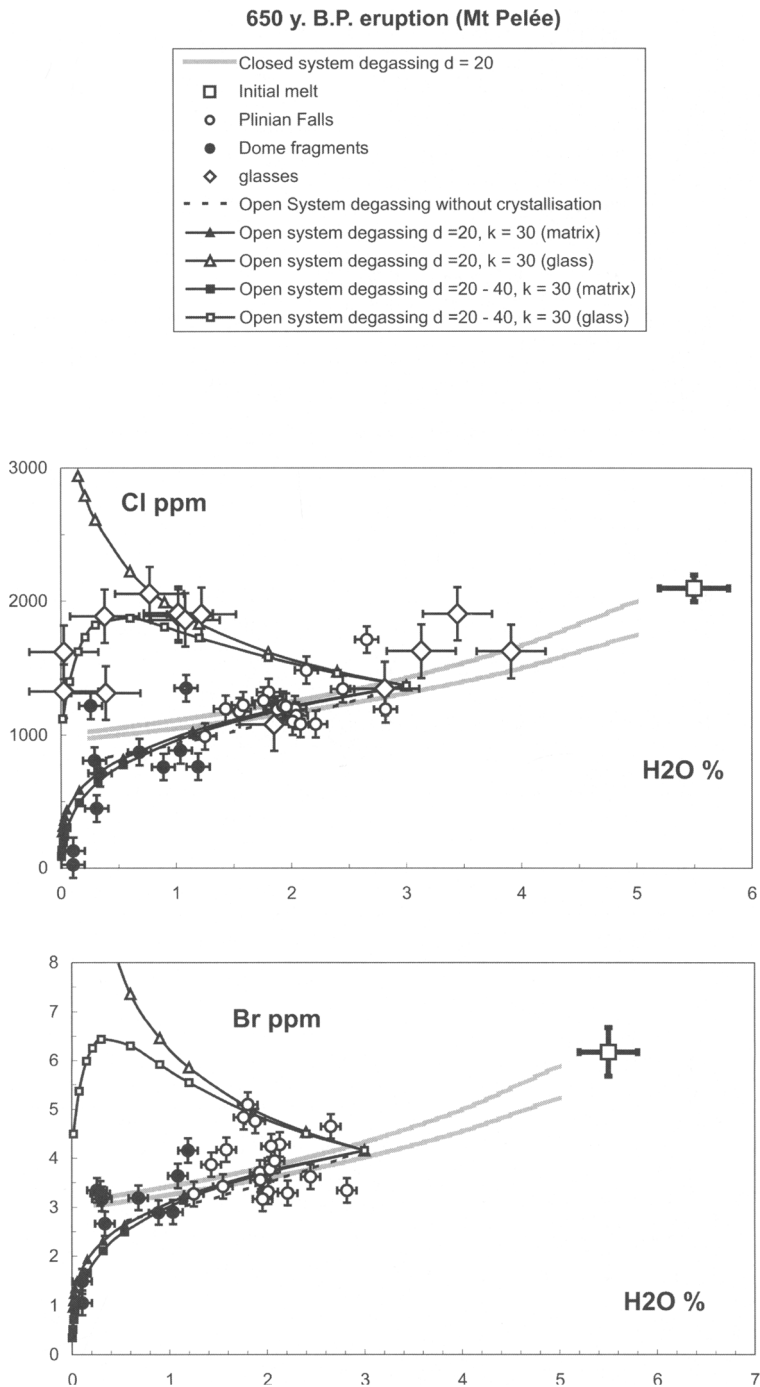 650 y. B.P. eruption (Mt Pelée)
Closed system degassing d = 20
Initial melt
Plinian Falls
Dome fragments
glasses
Open System degassing without crystallisation
Open system degassing d =20, k = 30 (matrix)
Open system degassing d =20, k = 30 (glass)
Open system degassing d =20 - 40, k = 30 (matrix)
Open system degassing d =20 - 40, k = 30 (glass)
3000
Cl ppm
2000
1000
H2O %
0
0 1 2 3 4 5 6
8
7
Br ppm
6
5
4
3
2
1
H2O %
0
0 1 2 3 4 5 6 7